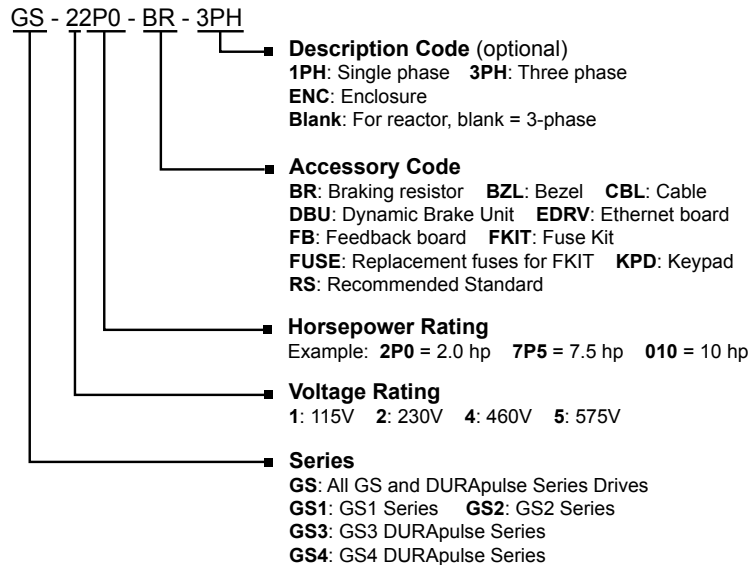 GS - 22P0 - BR - 3PH
Description Code (optional)
1PH: Single phase 3PH: Three phase
ENC: Enclosure
Blank: For reactor, blank = 3-phase
Accessory Code
BR: Braking resistor BZL: Bezel CBL: Cable
DBU: Dynamic Brake Unit EDRV: Ethernet board
FB: Feedback board FKIT: Fuse Kit
FUSE: Replacement fuses for FKIT KPD: Keypad
RS: Recommended Standard
Horsepower Rating
Example: 2P0 = 2.0 hp 7P5 = 7.5 hp 010 = 10 hp
Voltage Rating
1: 115V 2: 230V 4: 460V 5: 575V
Series
GS: All GS and DURApulse Series Drives
GS1: GS1 Series GS2: GS2 Series
GS3: GS3 DURApulse Series
GS4: GS4 DURApulse Series